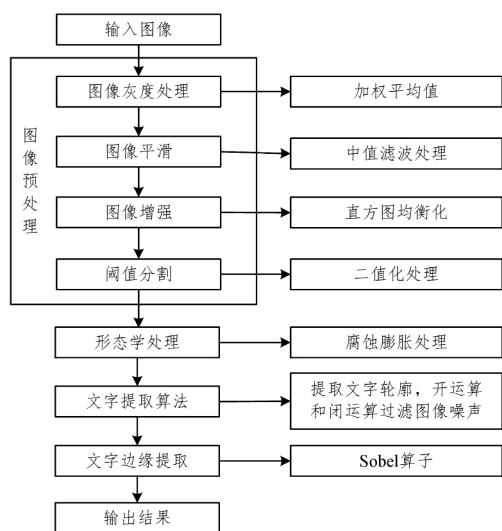 输入图像
图像预处理
图像灰度处理
加权平均值
图像平滑
中值滤波处理
图像增强
直方图均衡化
阈值分割
二值化处理
形态学处理
腐蚀膨胀处理
文字提取算法
提取文字轮廓，开运算
和闭运算过滤图像噪声
文字边缘提取
Sobel算子
输出结果